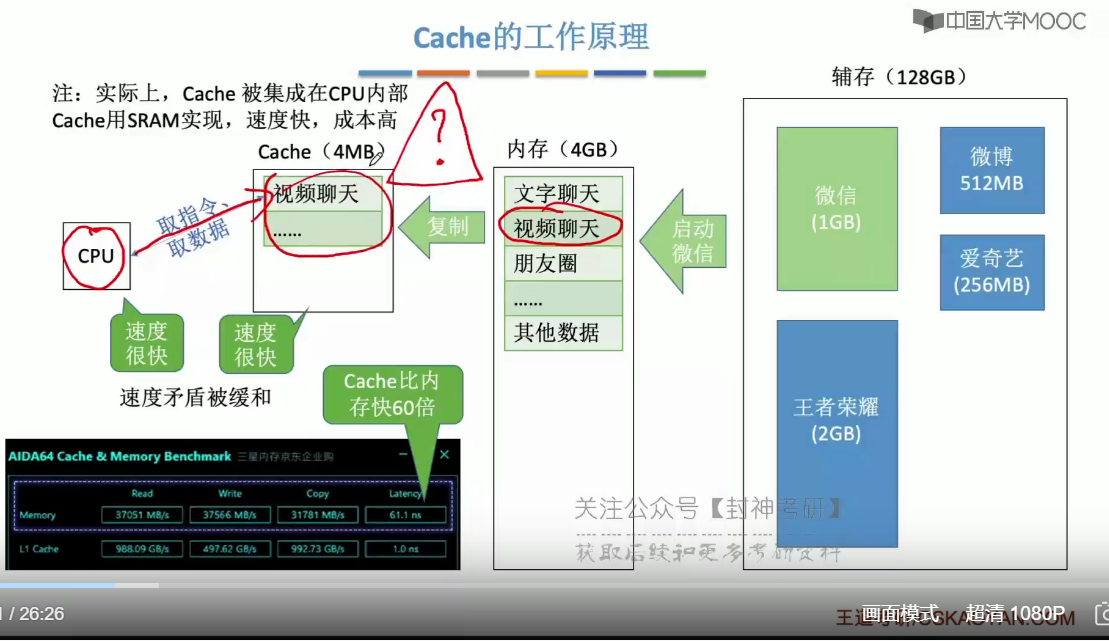 中国大学MOOC
Cache的工作原理
注：实际上，Cache 被集成在CPU内部
Cache用SRAM实现，速度快，成本高
Cache（4MB）
内存（4GB）
辅存（128GB）
?
视频聊天
......
文字聊天
视频聊天
朋友圈
......
其他数据
复制
启动
微信
微信
(1GB)
微博
512MB
爱奇艺
(256MB)
王者荣耀
(2GB)
取指令、
取数据
CPU
速度
很快
速度
很快
速度矛盾被缓和
Cache比内
存快60倍
AIDA64 Cache & Memory Benchmark 三星内存京东企业购
Read Write Copy Latency
Memory 37051 MB/s 37566 MB/s 31781 MB/s 61.1 ns
L1 Cache 988.09 GB/s 497.62 GB/s 992.73 GB/s 1.0 ns
关注公众号【封神考研】
获取后续和更多考研资料
/ 26:26
画面模式
超清 1080P
KAOYAN.COM